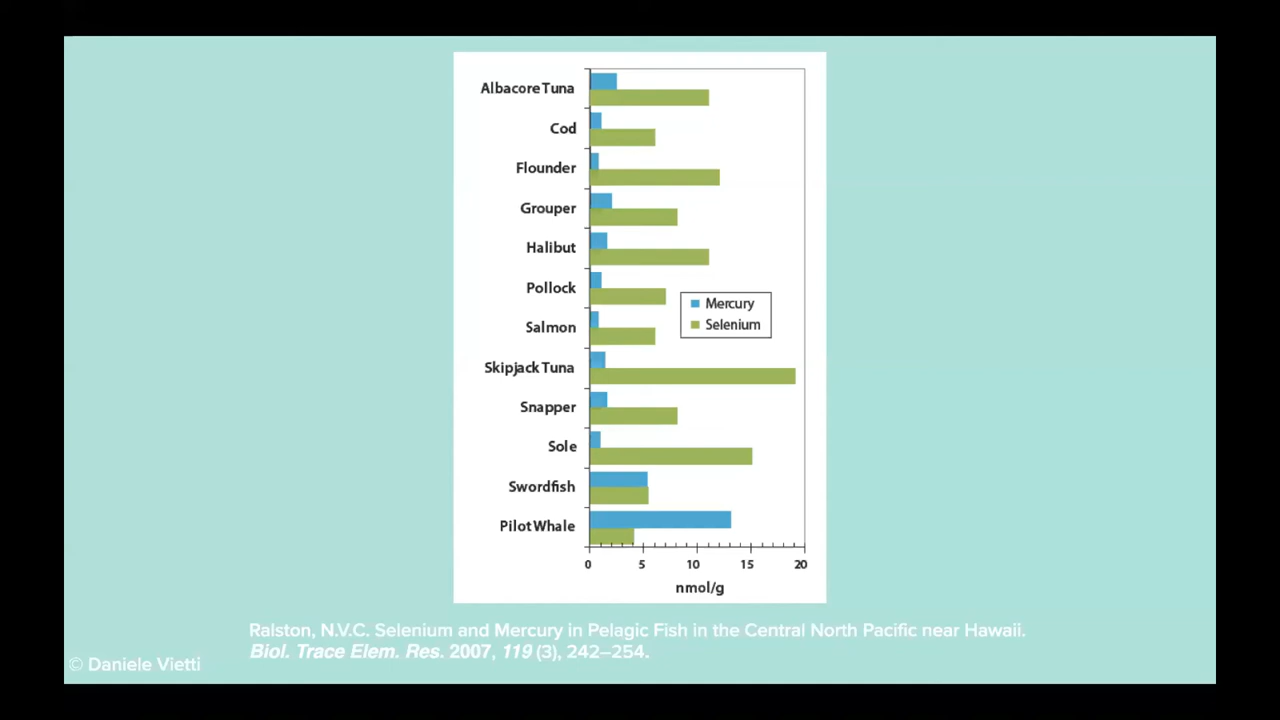 Albacore Tuna
Cod
Flounder
Grouper
Halibut
Pollock
Mercury
Salmon
Selenium
Skipjack Tuna
Snapper
Sole
Swordfish
Pilot Whale
0 5 10 15 20
nmol/g
Ralston, N.V.C. Selenium and Mercury in Pelagic Fish in the Central North Pacific near Hawaii.
Biol. Trace Elem. Res. 2007, 119 (3), 242–254.
© Daniele Vietti